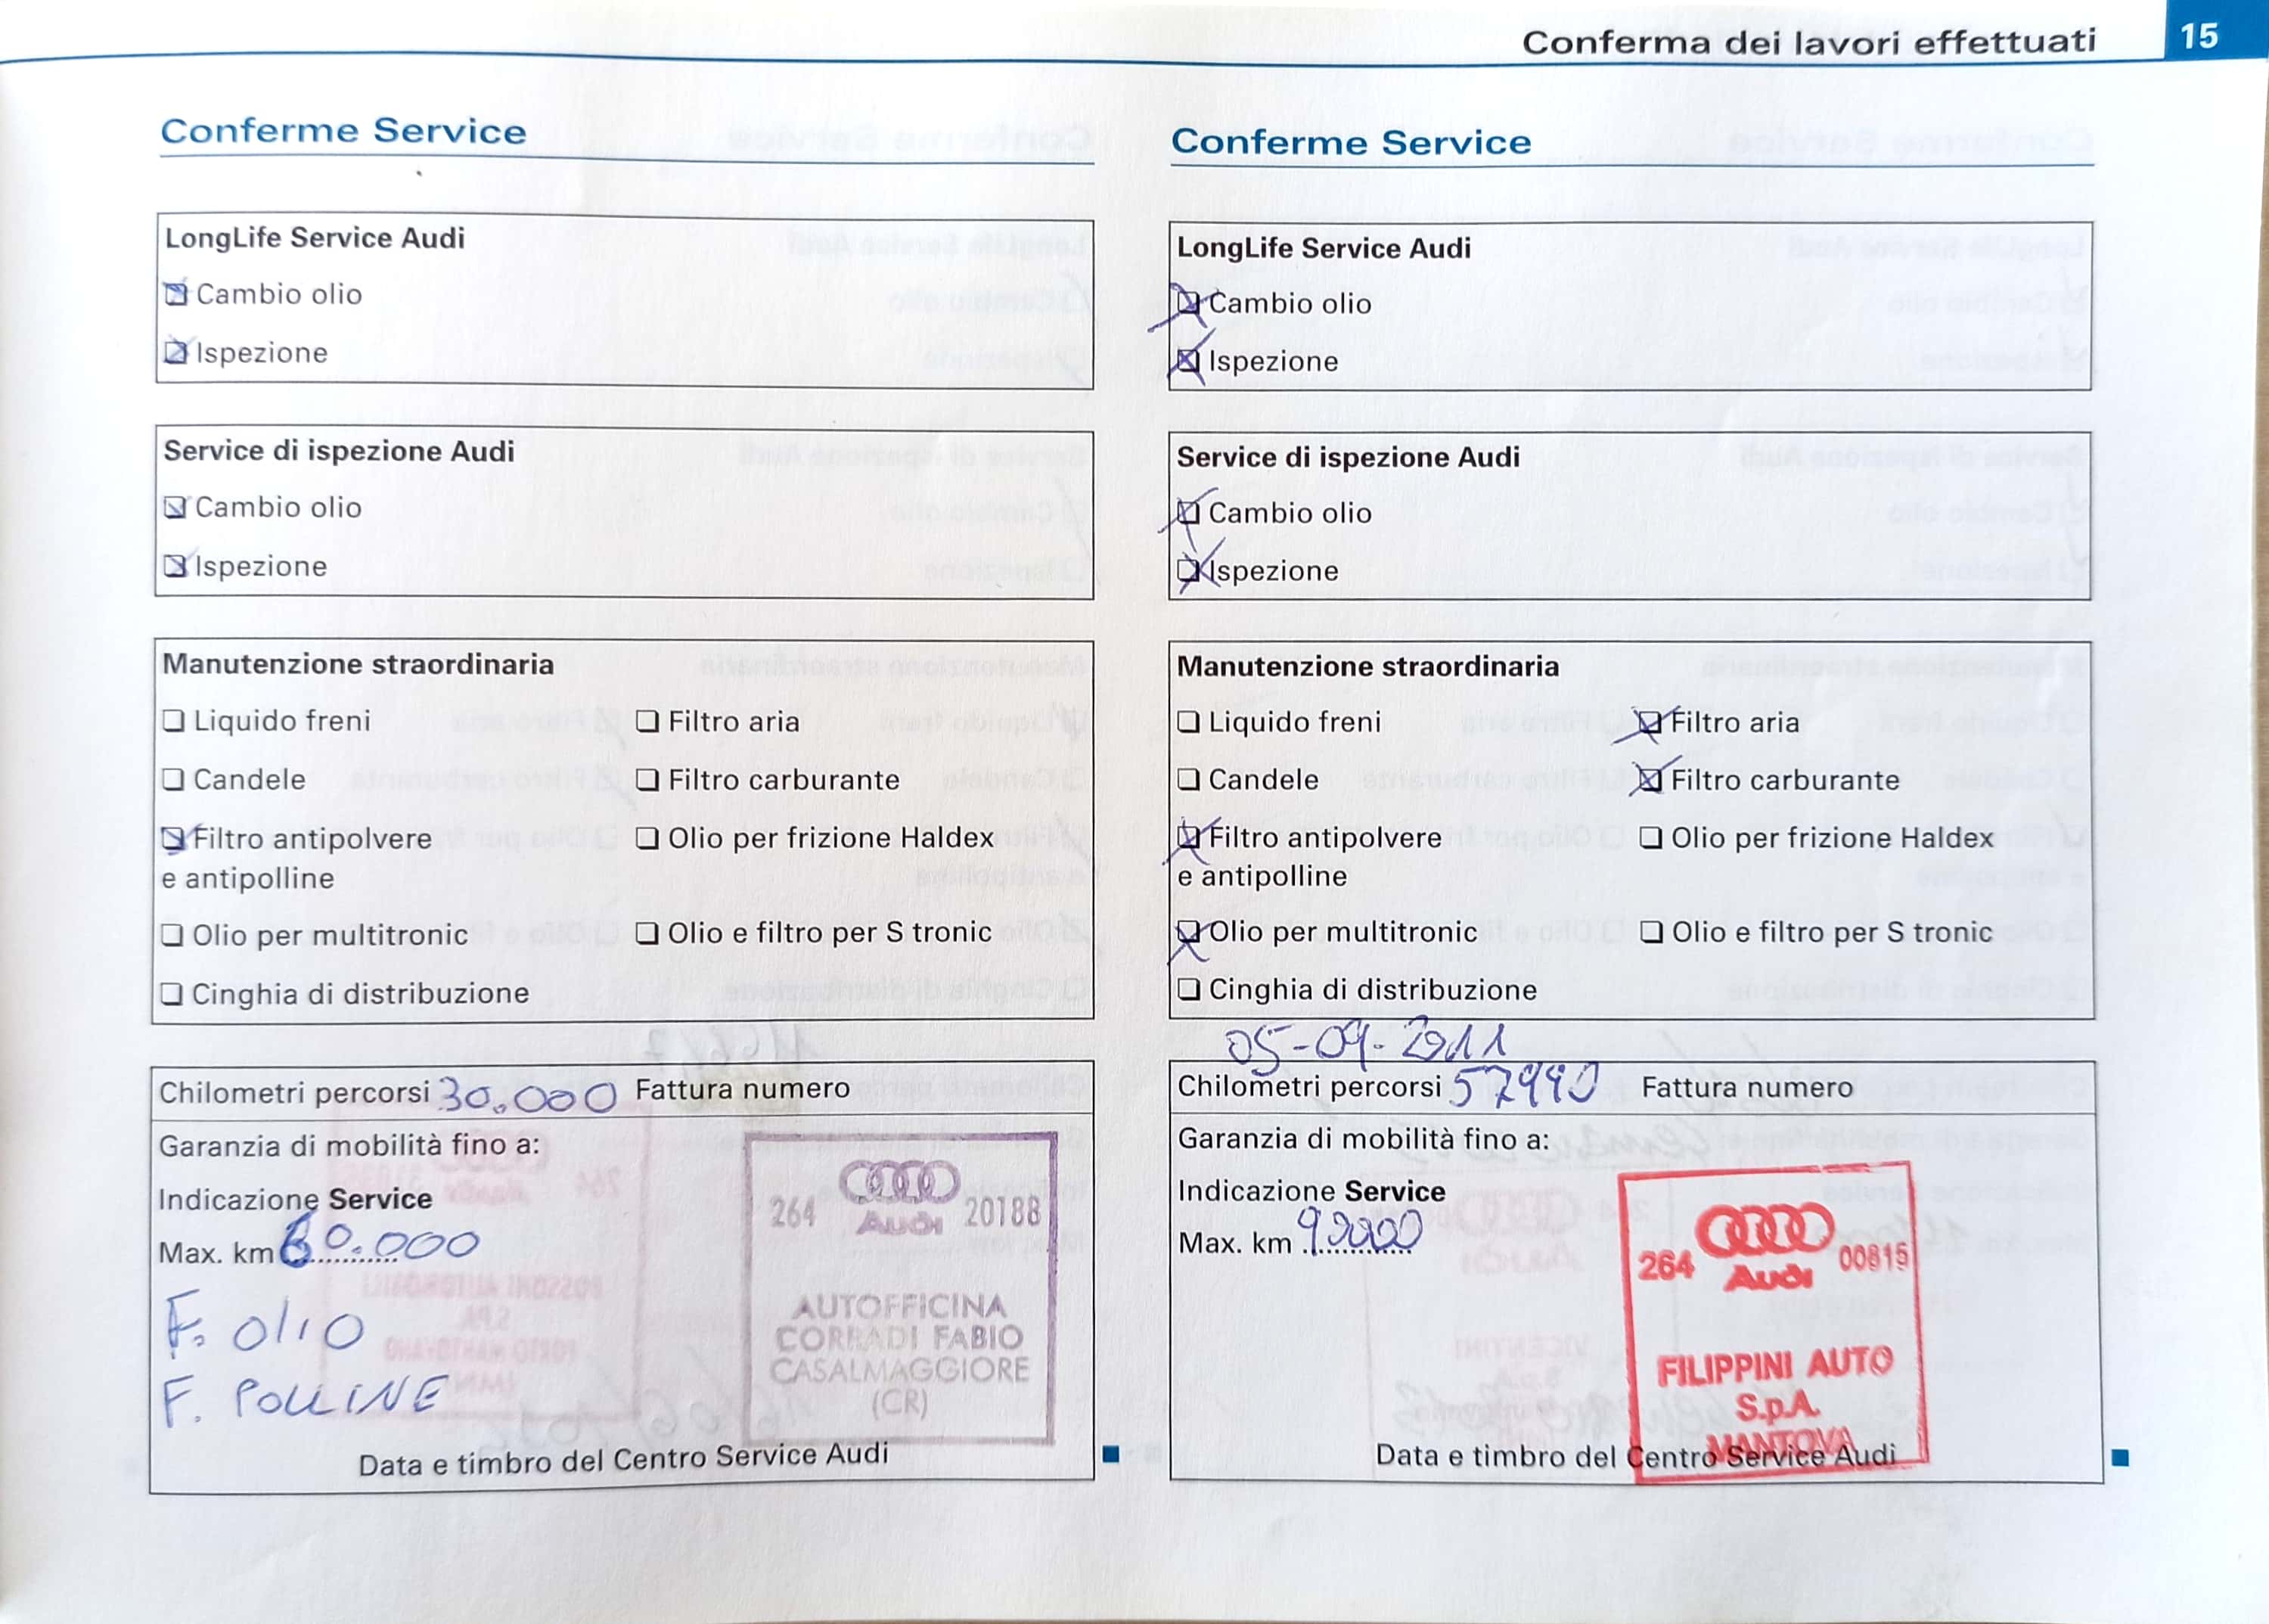 Conferma dei lavori effettuati 15
Conferme Service
LongLife Service Audi
Cambio olio
Ispezione
Service di ispezione Audi
Cambio olio
Ispezione
Manutenzione straordinaria
Liquido freni
Filtro aria
Candele
Filtro carburante
Filtro antipolvere
e antipolline
Olio per frizione Haldex
Olio per multitronic
Olio e filtro per S tronic
Cinghia di distribuzione
Chilometri percorsi 30.000 Fattura numero
Garanzia di mobilità fino a:
Indicazione Service
Max. km 60.000
F. olio
F. POLLINE
264 Audi 20188
AUTOFFICINA
CORRADI FABIO
CASALMAGGIORE
(CR)
Data e timbro del Centro Service Audi
Conferme Service
LongLife Service Audi
Cambio olio
Ispezione
Service di ispezione Audi
Cambio olio
Ispezione
Manutenzione straordinaria
Liquido freni
Filtro aria
Candele
Filtro carburante
Filtro antipolvere
e antipolline
Olio per frizione Haldex
Olio per multitronic
Olio e filtro per S tronic
Cinghia di distribuzione
05-09-2011
Chilometri percorsi 57990 Fattura numero
Garanzia di mobilità fino a:
Indicazione Service
Max. km
264 Audi 00815
FILIPPINI AUTO
S.p.A.
MANTOVA
Data e timbro del Centro Service Audi